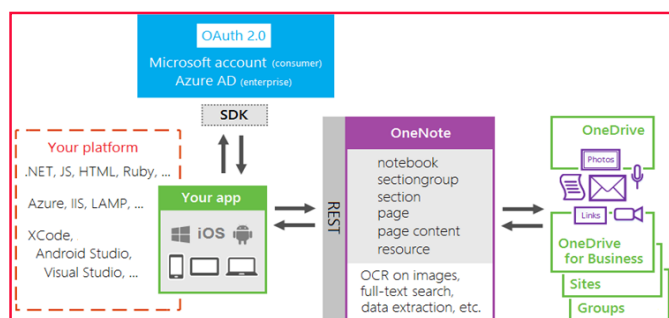 OAuth 2.0
Microsoft account (consumer)
Azure AD (enterprise)
SDK
Your platform
.NET, JS, HTML, Ruby, ...
Azure, IIS, LAMP, ...
XCode,
Android Studio,
Visual Studio, ...
Your app
iOS
REST
OneNote
notebook
sectiongroup
section
page
page content
resource
OCR on images,
full-text search,
data extraction, etc.
OneDrive
Photos
Links
OneDrive
for Business
Sites
Groups